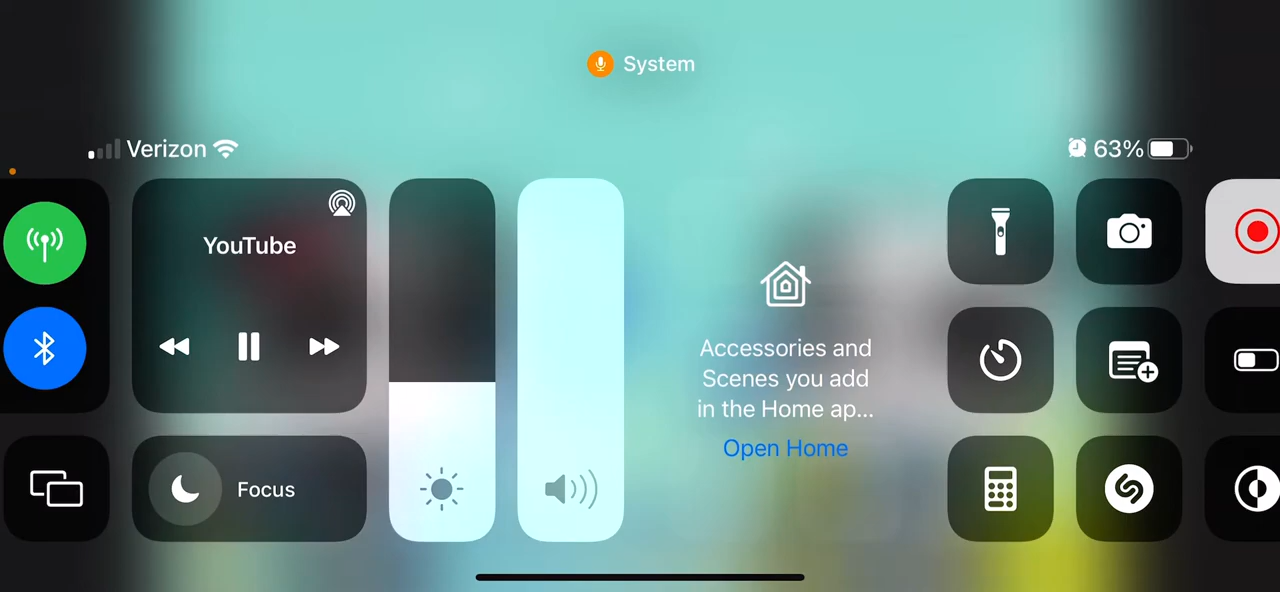 System
Verizon
63%
YouTube
Focus
Accessories and
Scenes you add
in the Home ap...
Open Home